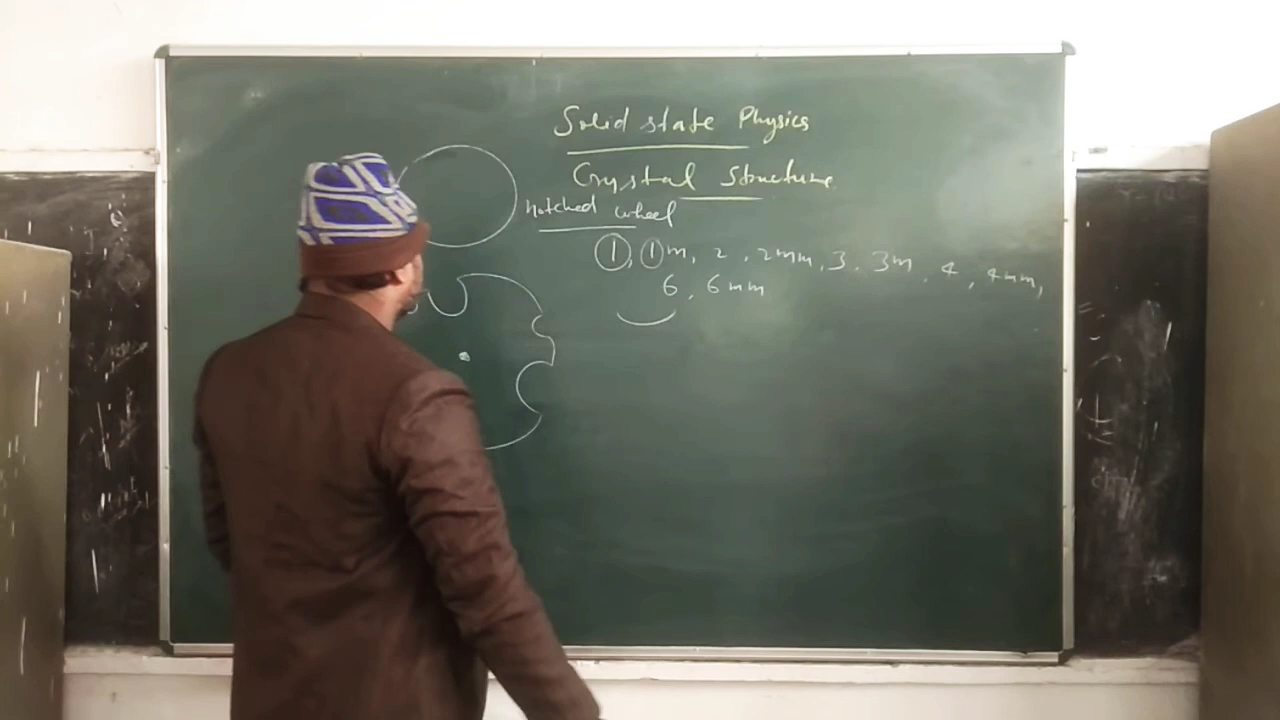 Solid state Physics
Crystal Structure
Notched wheel
1, 1m, 2, 2mm, 3, 3m, 4, 4mm,
6, 6mm